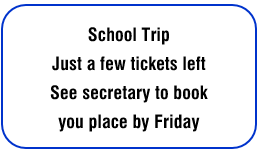 School Trip
Just a few tickets left
See secretary to book
you place by Friday